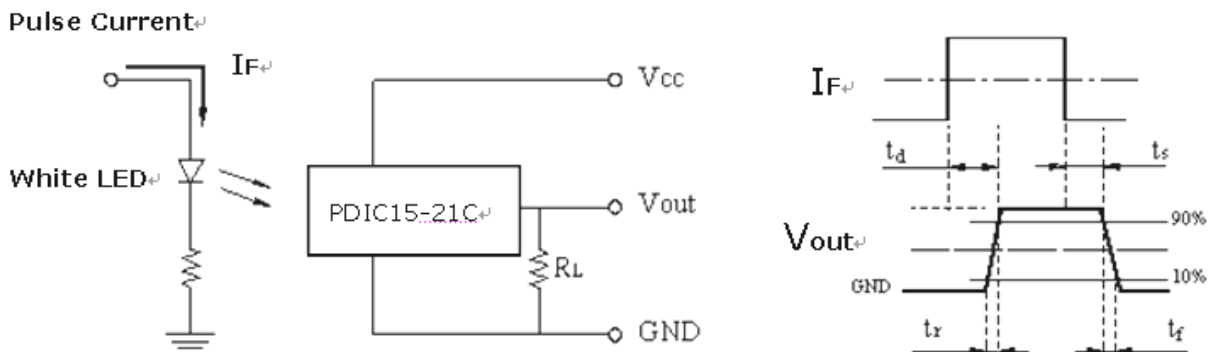 Pulse Current↵
IF↵
White LED↵
PDIC15-21C↵
Vcc
Vout
RL
GND
IF↵
td
ts
Vout↵
90%
10%
GND
tr
tf